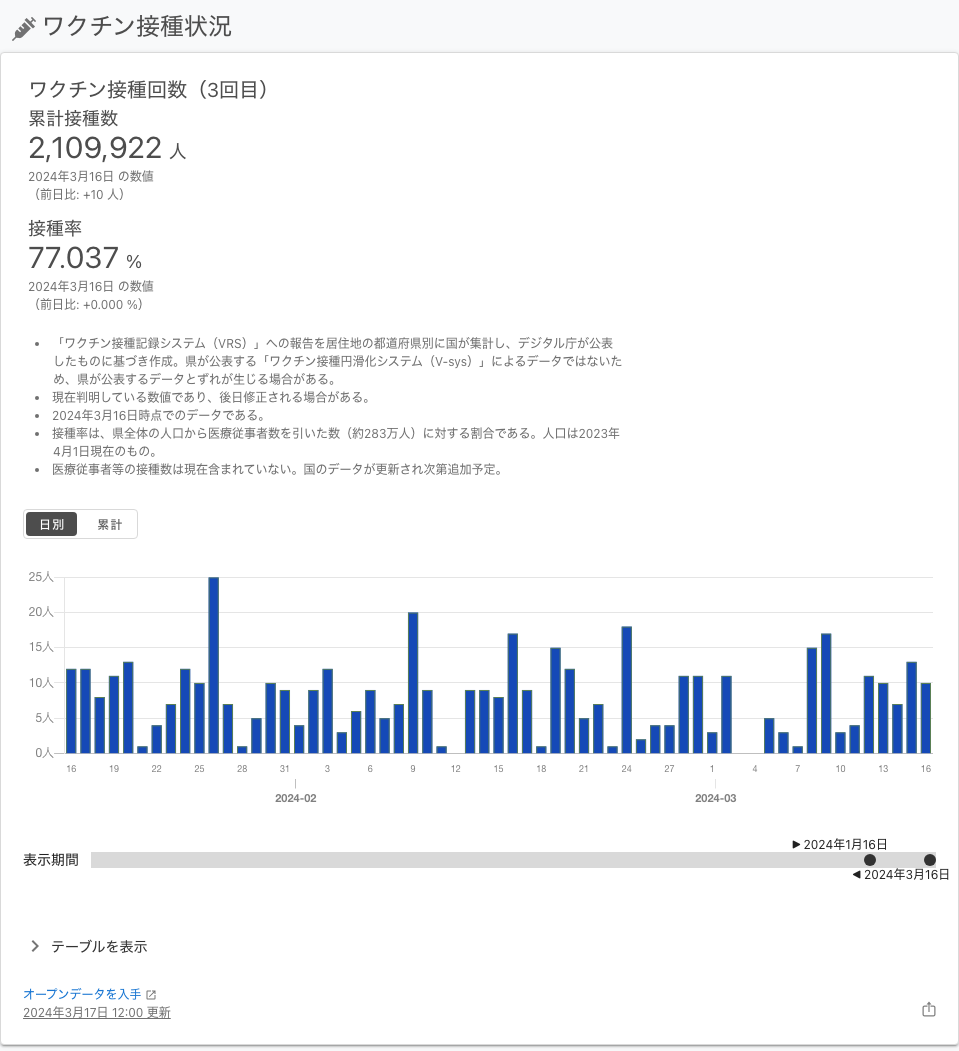 ワクチン接種状況
ワクチン接種回数（3回目）
累計接種数
2,109,922 人
2024年3月16日 の数値
（前日比: +10 人）
接種率
77.037 %
2024年3月16日 の数値
（前日比: +0.000 %）
• 「ワクチン接種記録システム（VRS）」への報告を居住地の都道府県別に国が集計し、デジタル庁が公表
したものに基づき作成。県が公表する「ワクチン接種円滑化システム（V-sys）」によるデータではないた
め、県が公表するデータとずれが生じる場合がある。
• 現在判明している数値であり、後日修正される場合がある。
• 2024年3月16日時点でのデータである。
• 接種率は、県全体の人口から医療従事者数を引いた数（約283万人）に対する割合である。人口は2023年
4月1日現在のもの。
• 医療従事者等の接種数は現在含まれていない。国のデータが更新され次第追加予定。
日別 累計
25人
20人
15人
10人
5人
0人
16 19 22 25 28 31 3 6 9 12 15 18 21 24 27 1 4 7 10 13 16
2024-02 2024-03
▶ 2024年1月16日
表示期間
◀ 2024年3月16日
テーブルを表示
オープンデータを入手
2024年3月17日 12:00 更新